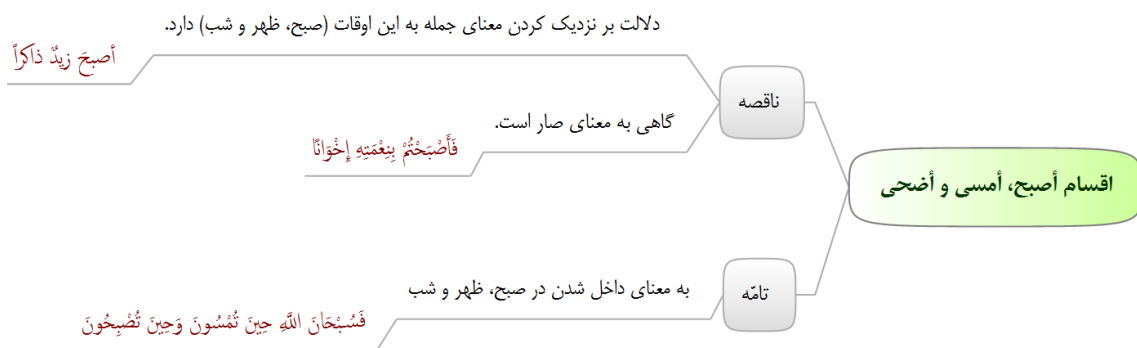 اقسام أصبح، أمسی و أضحی
ناقصه
دلالت بر نزدیک کردن معنای جمله به این اوقات (صبح، ظهر و شب) دارد.
أصبحَ زیدٌ ذاکراً
گاهی به معنای صار است.
فَأَصْبَحْتُمْ بِنِعْمَتِهِ إِخْوَانًا
تامّه
به معنای داخل شدن در صبح، ظهر و شب
فَسُبْحَانَ اللَّهِ حِینَ تُمْسُونَ وَحِینَ تُصْبِحُونَ